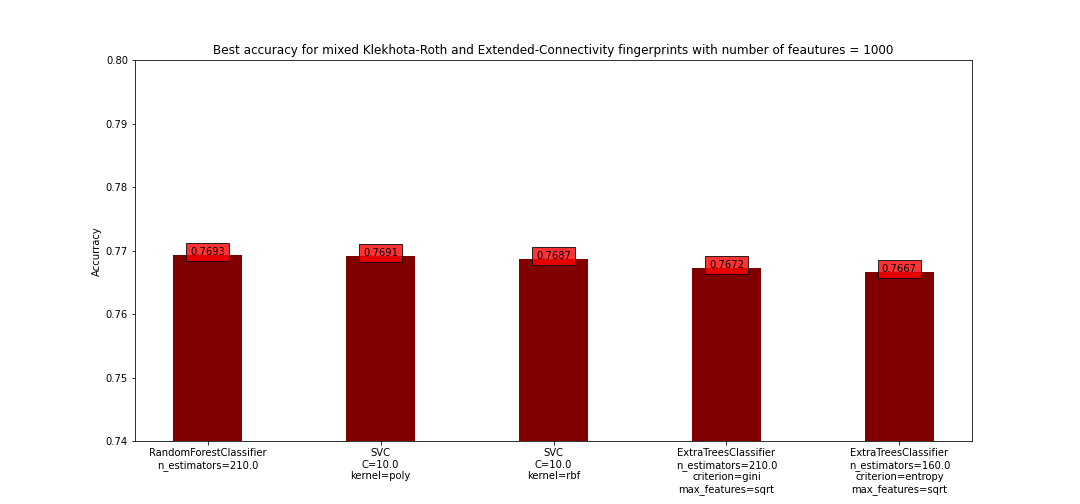 Best accuracy for mixed Klekhota-Roth and Extended-Connectivity fingerprints with number of feautures = 1000
0.80
0.79
0.78
0.77
0.76
0.75
0.74
Accurracy
0.7693
0.7691
0.7687
0.7672
0.7667
RandomForestClassifier
n_estimators=210.0
SVC
C=10.0
kernel=poly
SVC
C=10.0
kernel=rbf
ExtraTreesClassifier
n_estimators=210.0
criterion=gini
max_features=sqrt
ExtraTreesClassifier
n_estimators=160.0
criterion=entropy
max_features=sqrt